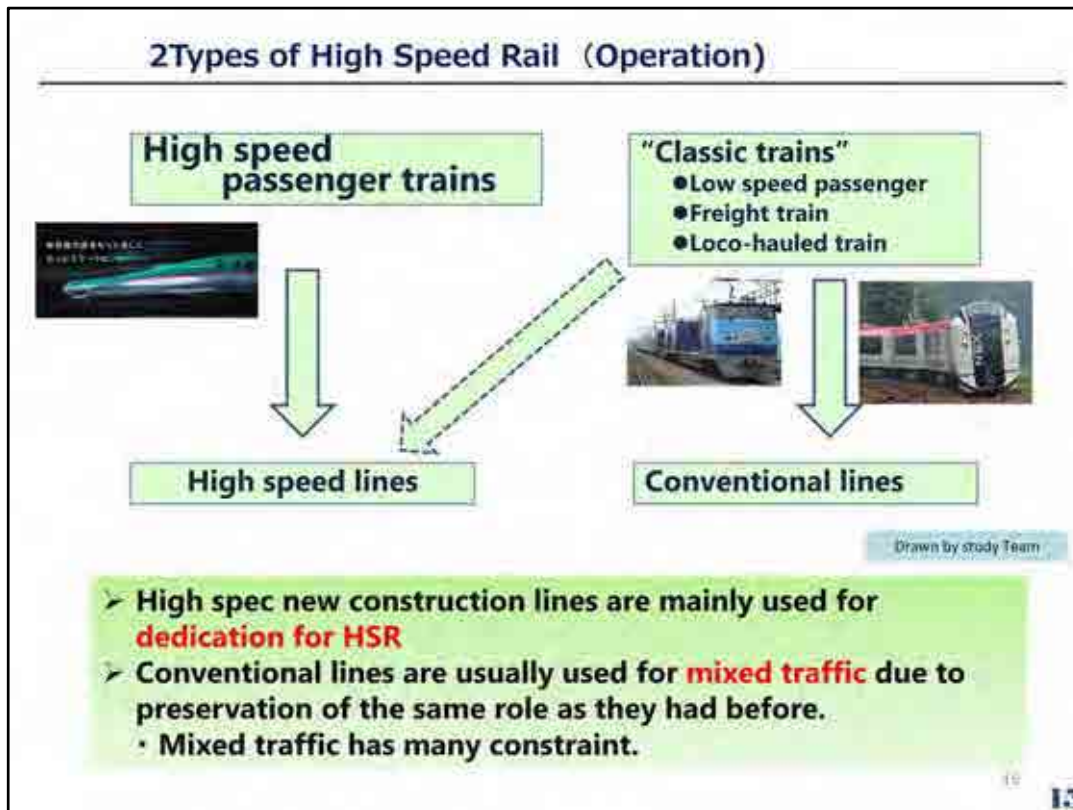 2Types of High Speed Rail （Operation)
High speed
passenger trains
“Classic trains”
●Low speed passenger
●Freight train
●Loco-hauled train
High speed lines
Conventional lines
Drawn by study Team
➢ High spec new construction lines are mainly used for
dedication for HSR
➢ Conventional lines are usually used for mixed traffic due to
preservation of the same role as they had before.
・Mixed traffic has many constraint.